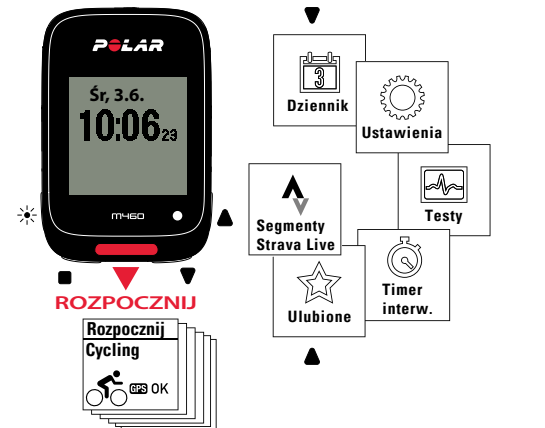 POLAR
Śr, 3.6.
10:06 23
M460
ROZPOCZNIJ
Rozpocznij
Cycling
GPS OK
3
Dziennik
Ustawienia
Testy
Segmenty
Strava Live
Timer
interw.
Ulubione